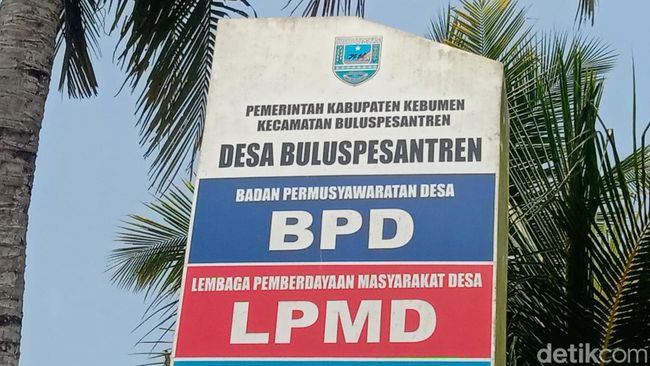 PEMERINTAH KABUPATEN KEBUMEN
KECAMATAN BULUSPESANTREN
DESA BULUSPESANTREN
BADAN PERMUSYAWARATAN DESA
BPD
LEMBAGA PEMBERDAYAAN MASYARAKAT DESA
LPMD
detikcom